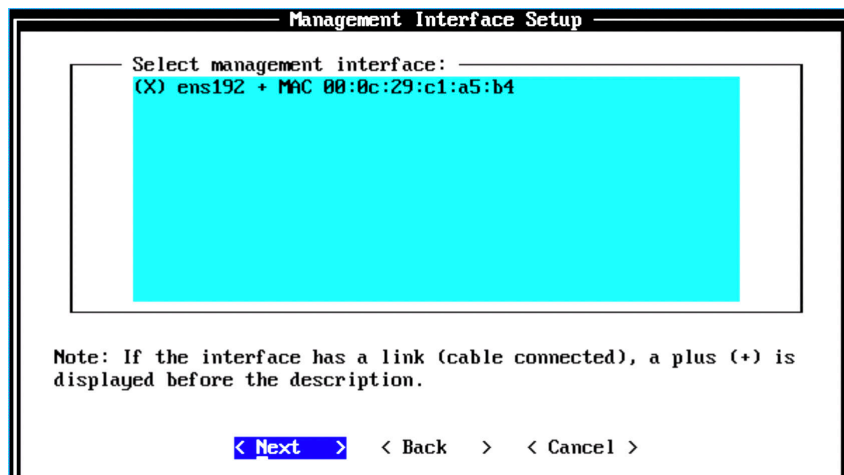 Management Interface Setup
Select management interface:
(X) ens192 + MAC 00:0c:29:c1:a5:b4
Note: If the interface has a link (cable connected), a plus (+) is
displayed before the description.
< Next > < Back > < Cancel >